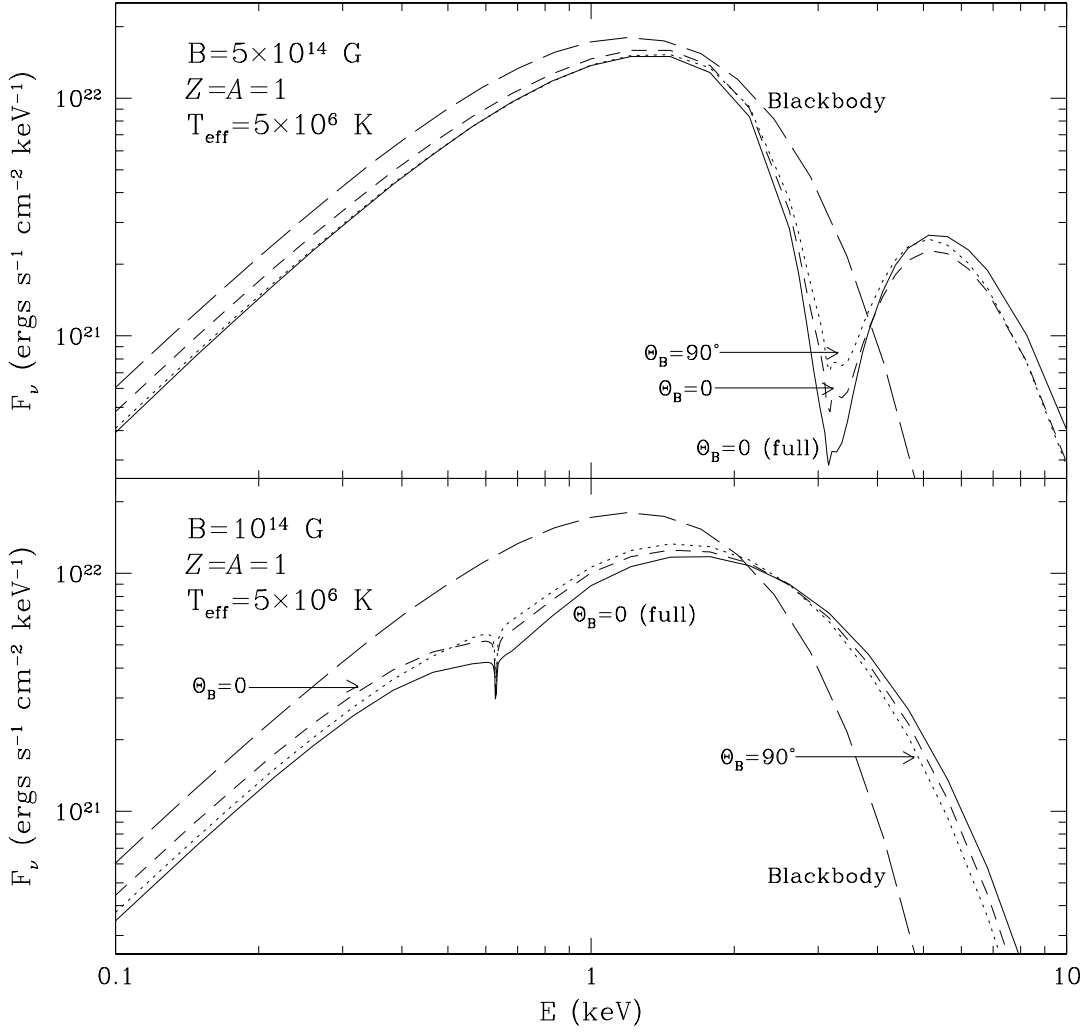 B=5×10¹⁴ G
Z=A=1
T_eff=5×10⁶ K
Blackbody
10²²
10²¹
F_ν (ergs s⁻¹ cm⁻² keV⁻¹)
Θ_B=90°
Θ_B=0
Θ_B=0 (full)
B=10¹⁴ G
Z=A=1
T_eff=5×10⁶ K
10²²
10²¹
F_ν (ergs s⁻¹ cm⁻² keV⁻¹)
Θ_B=0 (full)
Θ_B=0
Θ_B=90°
Blackbody
0.1
1
10
E (keV)